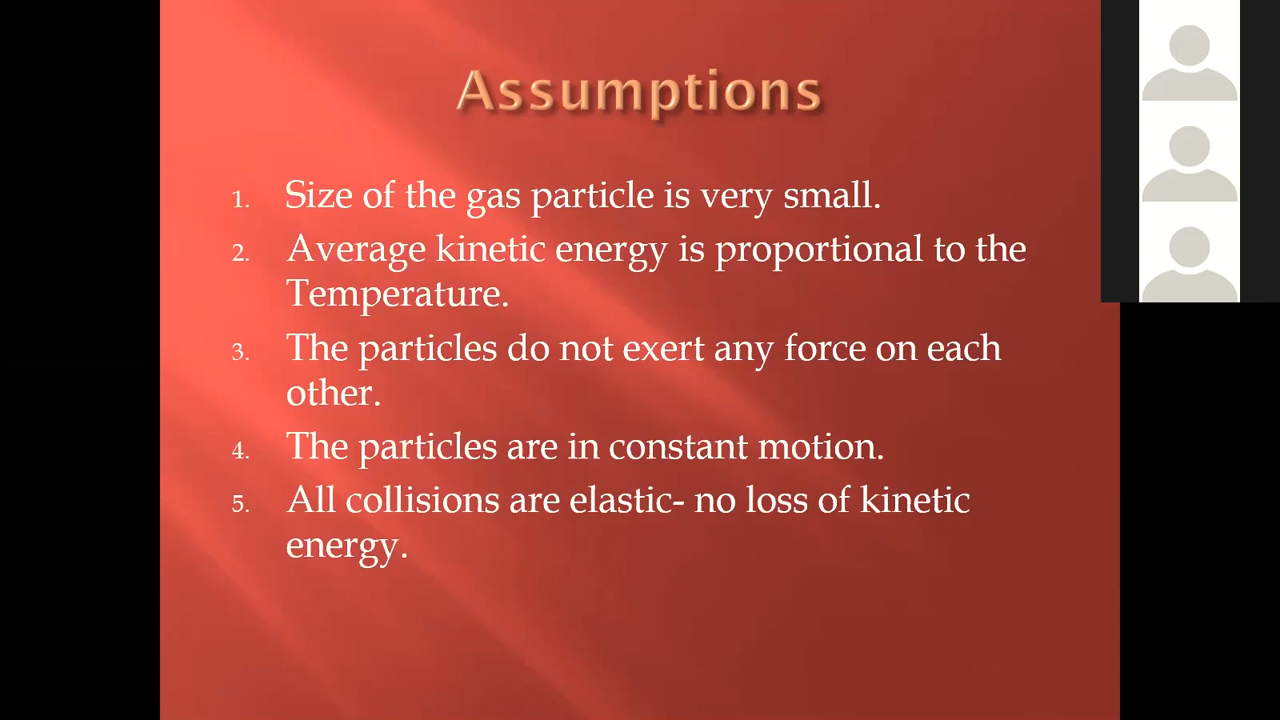 Assumptions
1. Size of the gas particle is very small.
2. Average kinetic energy is proportional to the
Temperature.
3. The particles do not exert any force on each
other.
4. The particles are in constant motion.
5. All collisions are elastic- no loss of kinetic
energy.